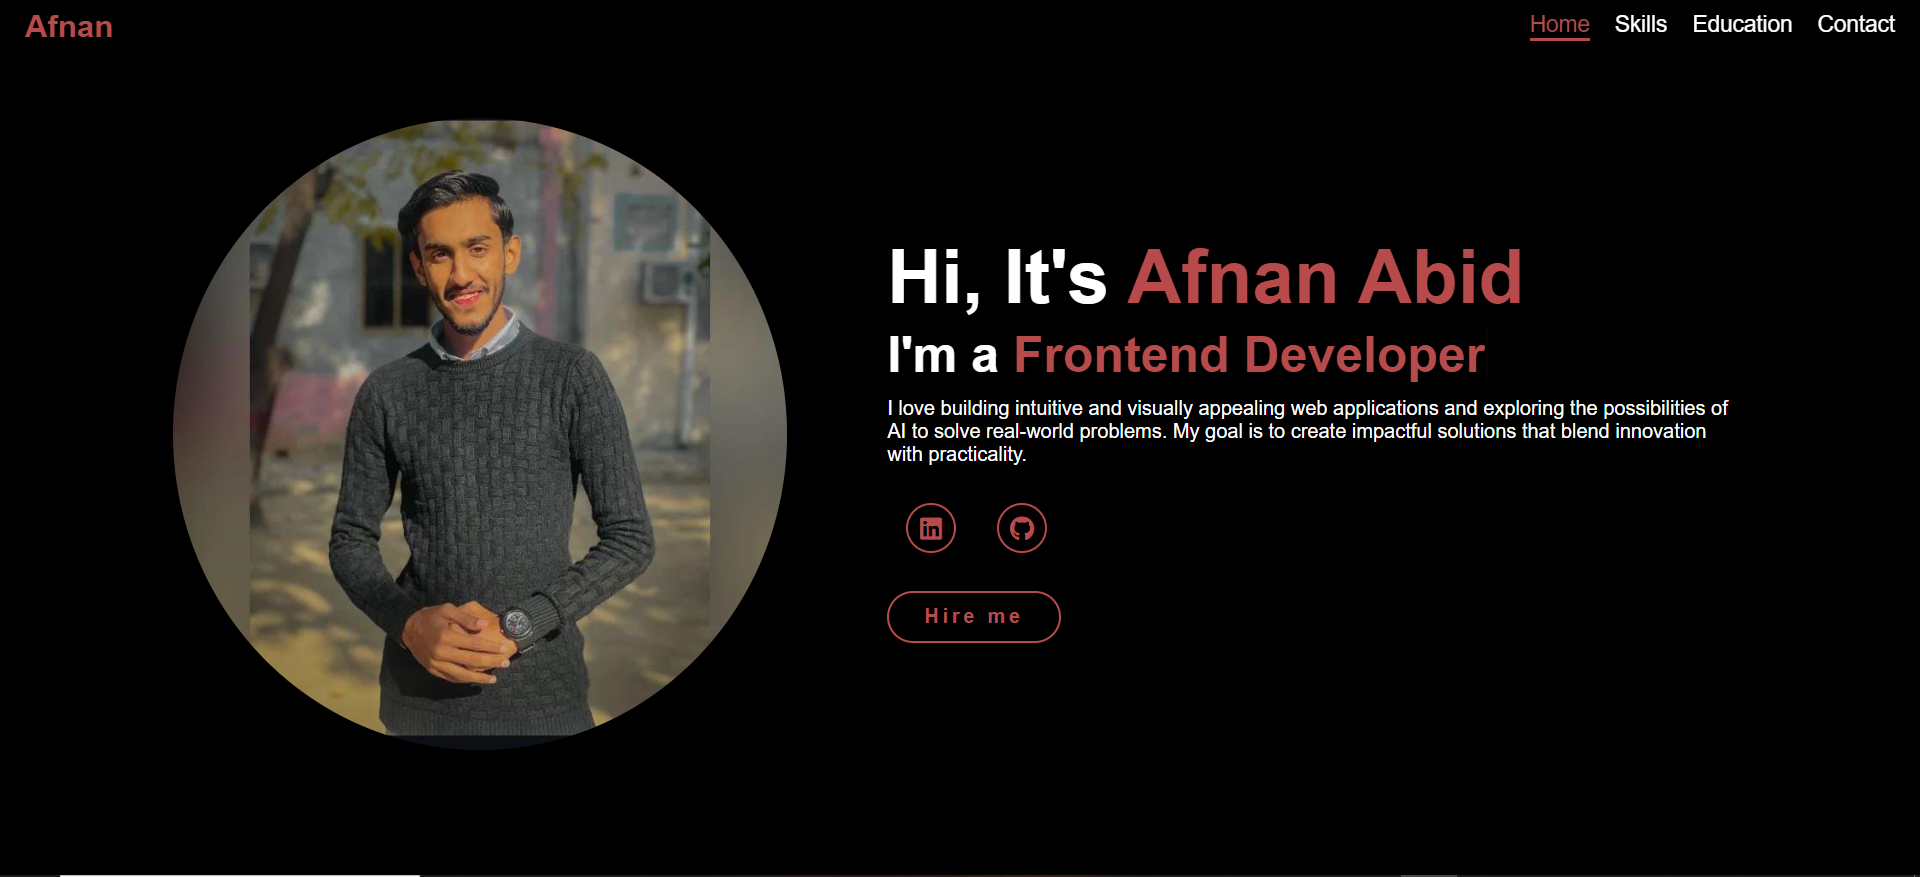 Afnan
Home Skills Education Contact
Hi, It's Afnan Abid
I'm a Frontend Developer
I love building intuitive and visually appealing web applications and exploring the possibilities of
AI to solve real-world problems. My goal is to create impactful solutions that blend innovation
with practicality.
in
Hire me